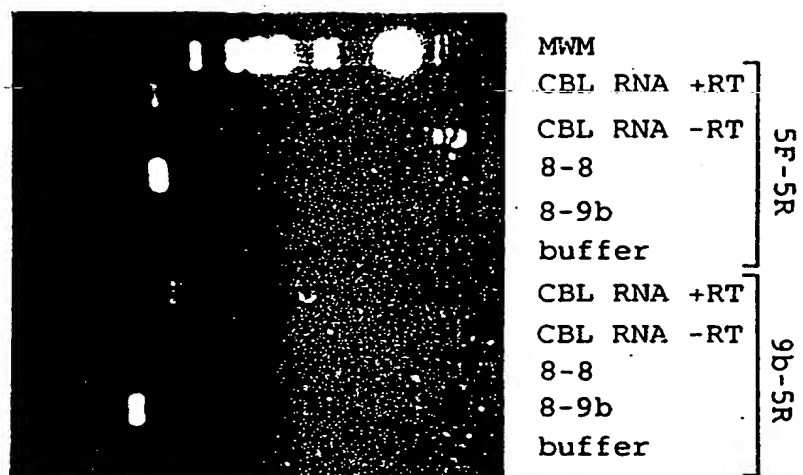 MWM
CBL RNA +RT
CBL RNA -RT
8-8
8-9b
buffer
5F-5R
CBL RNA +RT
CBL RNA -RT
8-8
8-9b
buffer
9b-5R